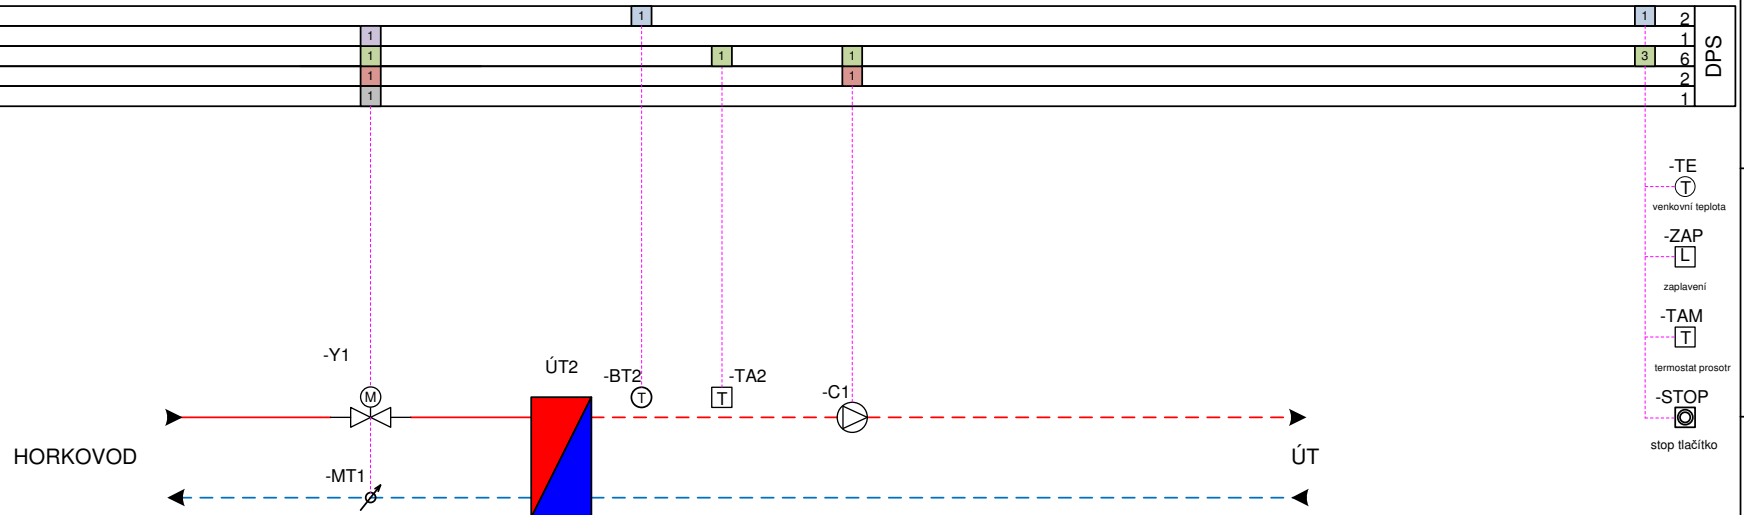 1 1 2
1 1
1 1 1 3 6
1 1 2
1 1
DPS
-TE
T
venkovní teplota
-ZAP
L
zaplavení
-TAM
T
termostat prosotr
-STOP
stop tlačítko
-Y1
M
ÚT2
-BT2
T
-TA2
T
-C1
HORKOVOD
ÚT
-MT1